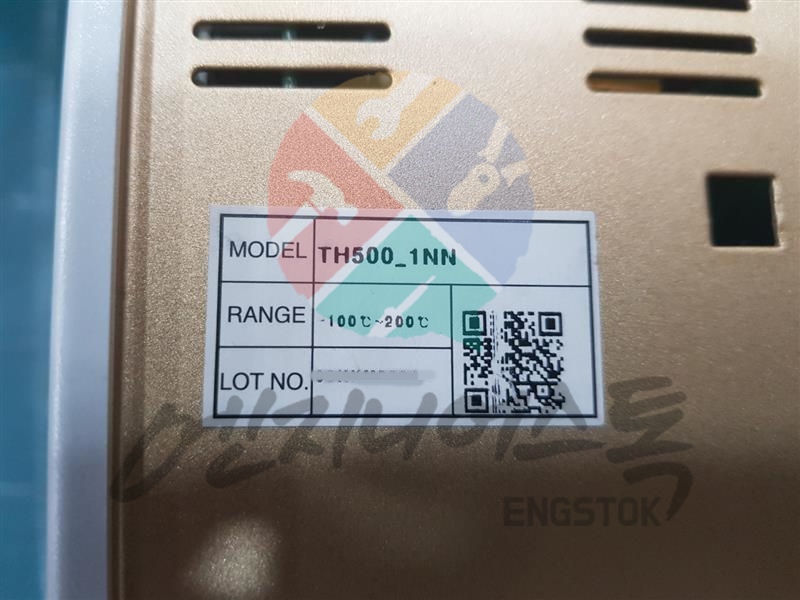 MODEL TH500_1NN
RANGE -100℃~200℃
LOT NO.
엔지니어스톡
ENGSTOK